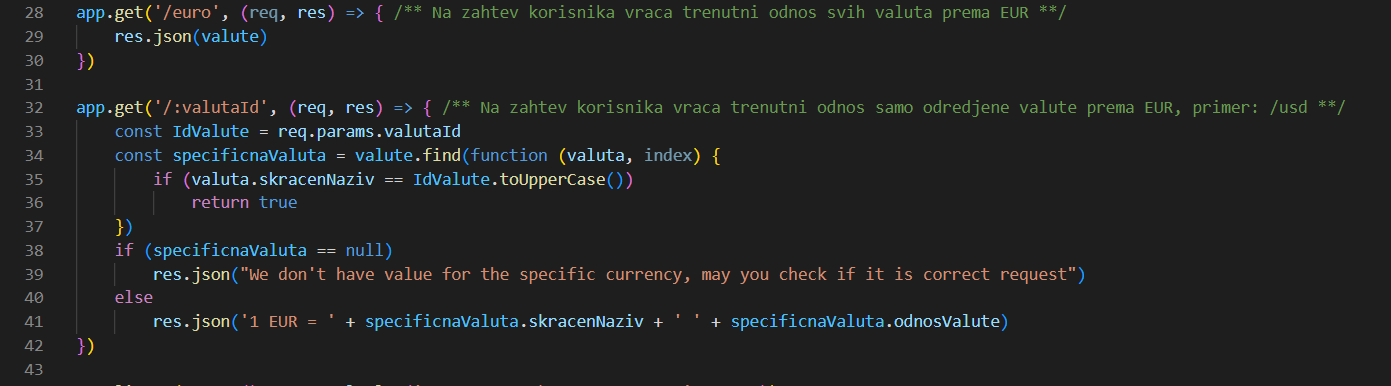 28 app.get('/euro', (req, res) => { /** Na zahtev korisnika vraca trenutni odnos svih valuta prema EUR **/
29     res.json(valute)
30 })
31
32 app.get('/:valutaId', (req, res) => { /** Na zahtev korisnika vraca trenutni odnos samo odredjene valute prema EUR, primer: /usd **/
33     const IdValute = req.params.valutaId
34     const specificnaValuta = valute.find(function (valuta, index) {
35         if (valuta.skracenNaziv == IdValute.toUpperCase())
36             return true
37     })
38     if (specificnaValuta == null)
39         res.json("We don't have value for the specific currency, may you check if it is correct request")
40     else
41         res.json('1 EUR = ' + specificnaValuta.skracenNaziv + ' ' + specificnaValuta.odnosValute)
42 })
43